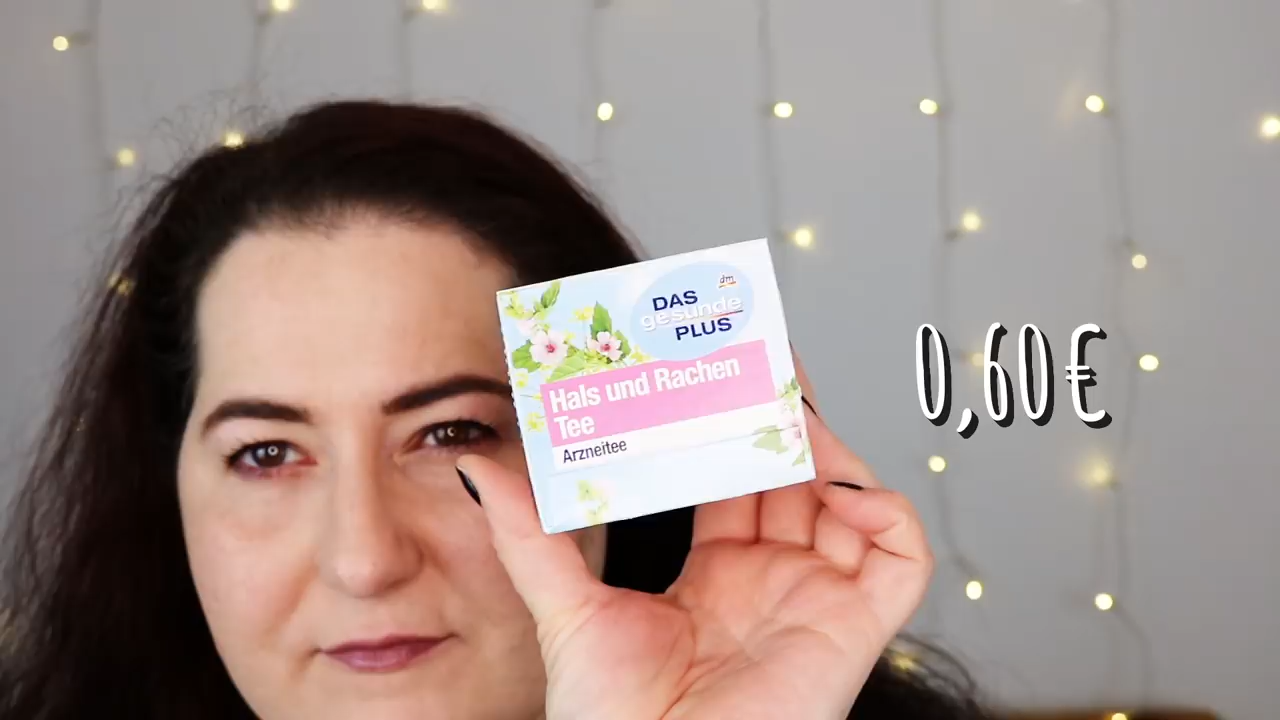 dm
DAS
gesunde
PLUS
Hals und Rachen
Tee
Arzneitee
0,60€